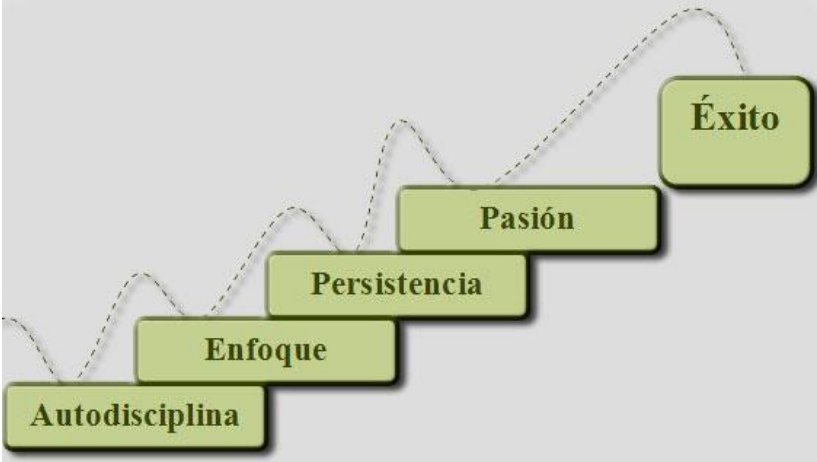 Éxito
Pasión
Persistencia
Enfoque
Autodisciplina